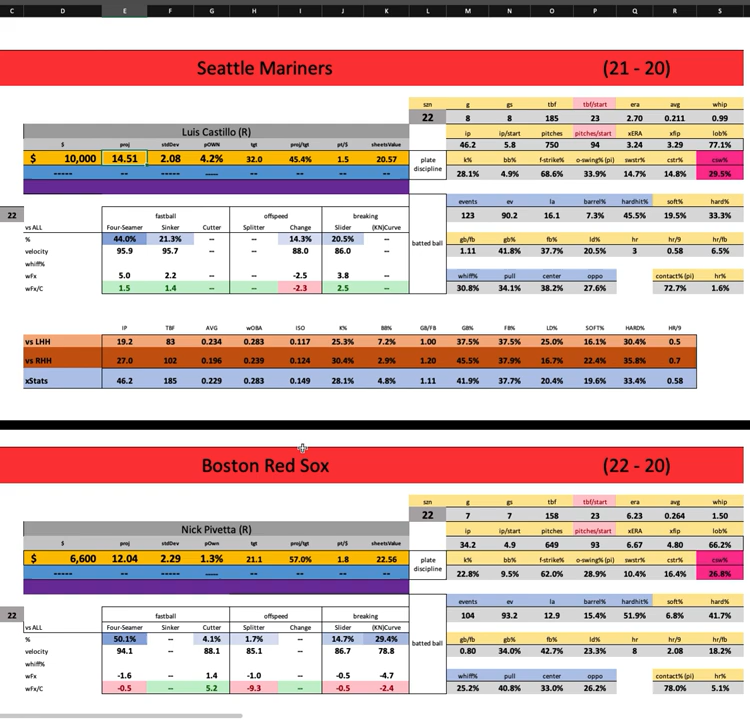 C D E F G H I J K L M N O P Q R S
Seattle Mariners (21 - 20)
szn g gs tbf tbf/start era avg whip
22 8 8 185 23 2.70 0.211 0.99
Luis Castillo (R) ip ip/start pitches pitches/start xERA xfip lob%
$ proj stdDev pOWN tgt proj/tgt pt/$ sheetsValue 46.2 5.8 750 94 3.24 3.29 77.1%
$ 10,000 14.51 2.08 4.2% 32.0 45.4% 1.5 20.57 plate discipline k% bb% f-strike% o-swing% (pi) swstr% cstr% csw%
----- -- -- ----- -- -- -- -- 28.1% 4.9% 68.6% 33.9% 14.7% 14.8% 29.5%
events ev la barrel% hardhit% soft% hard%
22 fastball offspeed breaking 123 90.2 16.1 7.3% 45.5% 19.5% 33.3%
vs ALL Four-Seamer Sinker Cutter Splitter Change Slider (KN)Curve
% 44.0% 21.3% -- -- 14.3% 20.5% -- batted ball gb/fb gb% fb% ld% hr hr/9 hr/fb
velocity 95.9 95.7 -- -- 88.0 86.0 -- 1.11 41.8% 37.7% 20.5% 3 0.58 6.5%
whiff%
wFx 5.0 2.2 -- -- -2.5 3.8 -- whiff% pull center oppo contact% (pi) hr%
wFx/C 1.5 1.4 -- -- -2.3 2.5 -- 30.8% 34.1% 38.2% 27.6% 72.7% 1.6%
IP TBF AVG wOBA ISO K% BB% GB/FB GB% FB% LD% SOFT% HARD% HR/9
vs LHH 19.2 83 0.234 0.283 0.117 25.3% 7.2% 1.00 37.5% 37.5% 25.0% 16.1% 30.4% 0.5
vs RHH 27.0 102 0.196 0.239 0.124 30.4% 2.9% 1.20 45.5% 37.9% 16.7% 22.4% 35.8% 0.7
xStats 46.2 185 0.229 0.283 0.149 28.1% 4.8% 1.11 41.9% 37.7% 20.4% 19.6% 33.4% 0.58
Boston Red Sox (22 - 20)
szn g gs tbf tbf/start era avg whip
22 7 7 158 23 6.23 0.264 1.50
Nick Pivetta (R) ip ip/start pitches pitches/start xERA xfip lob%
$ proj stdDev pOwn tgt proj/tgt pt/$ sheetsValue 34.2 4.9 649 93 6.67 4.80 66.2%
$ 6,600 12.04 2.29 1.3% 21.1 57.0% 1.8 22.56 plate discipline k% bb% f-strike% o-swing% (pi) swstr% cstr% csw%
----- -- -- ----- -- -- -- -- 22.8% 9.5% 62.0% 28.9% 10.4% 16.4% 26.8%
events ev la barrel% hardhit% soft% hard%
22 fastball offspeed breaking 104 93.2 12.9 15.4% 51.9% 6.8% 41.7%
vs ALL Four-Seamer Sinker Cutter Splitter Change Slider (KN)Curve
% 50.1% -- 4.1% 1.7% -- 14.7% 29.4% batted ball gb/fb gb% fb% ld% hr hr/9 hr/fb
velocity 94.1 -- 88.1 85.1 -- 86.7 78.8 0.80 34.0% 42.7% 23.3% 8 2.08 18.2%
whiff%
wFx -1.6 -- 1.4 -1.0 -- -0.5 -4.7 whiff% pull center oppo contact% (pi) hr%
wFx/C -0.5 -- 5.2 -9.3 -- -0.5 -2.4 25.2% 40.8% 33.0% 26.2% 78.0% 5.1%